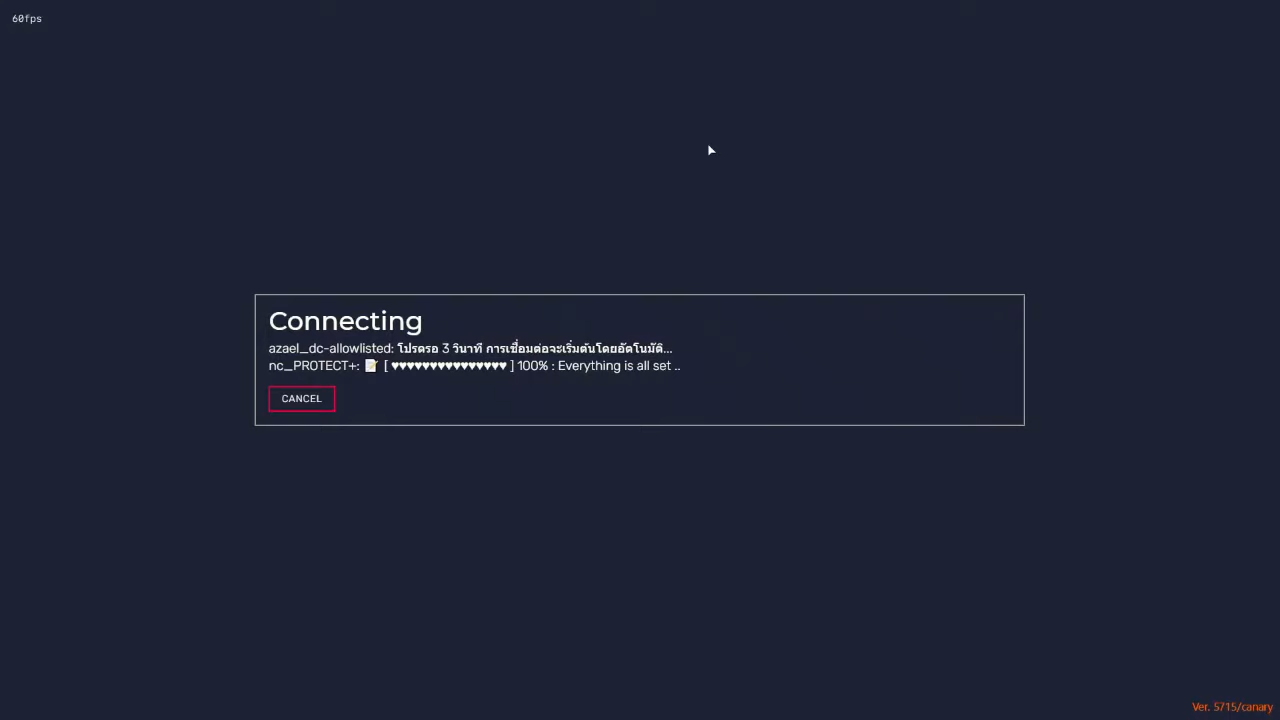 60fps
Connecting
azael_dc-allowlisted: โปรดรอ 3 วินาที การเชื่อมต่อจะเริ่มต้นโดยอัตโนมัติ...
nc_PROTECT+: 📝 [ ♥♥♥♥♥♥♥♥♥♥♥♥♥♥♥ ] 100% : Everything is all set ..
CANCEL
Ver. 5715/canary